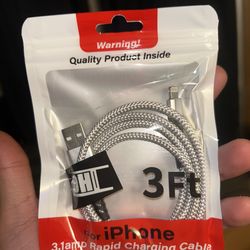 Warning!
Quality Product Inside
3Ft
For iPhone
3.1amp Rapid Charging Cable